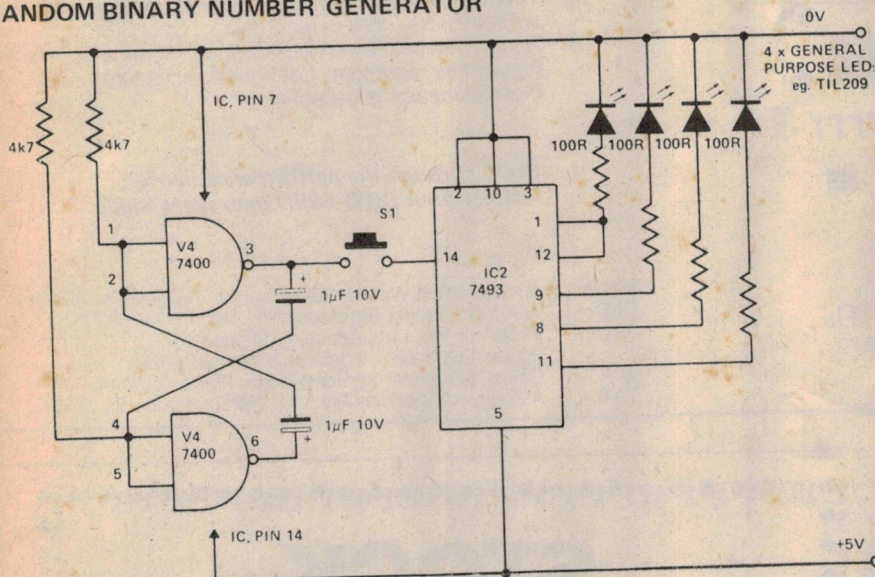 ANDOM BINARY NUMBER GENERATOR
0V
4 x GENERAL
PURPOSE LED:
eg. TIL209
IC, PIN 7
4k7
4k7
100R
100R
100R
100R
2
10
3
S1
1
V4
7400
3
2
1µF 10V
14
IC2
7493
1
12
9
8
11
5
4
V4
7400
6
5
1µF 10V
+
+
IC, PIN 14
+5V